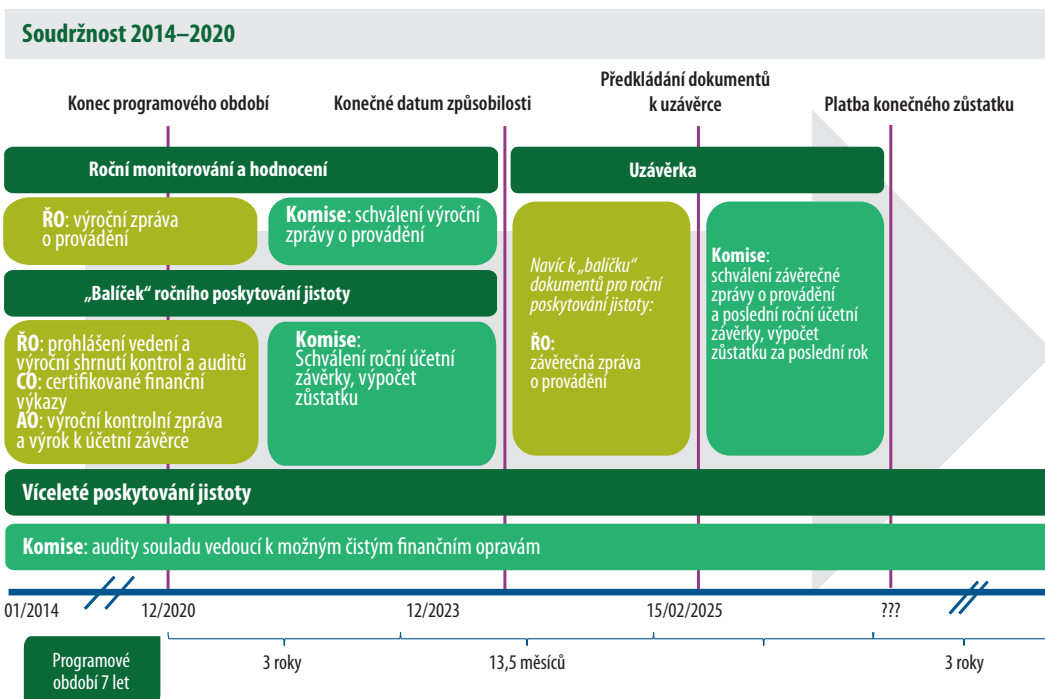 Soudržnost 2014–2020
Konec programového období
Konečné datum způsobilosti
Předkládání dokumentů
k uzávěrce
Platba konečného zůstatku
Roční monitorování a hodnocení
Uzávěrka
ŘO: výroční zpráva
o provádění
Komise: schválení výroční
zprávy o provádění
„Balíček“ ročního poskytování jistoty
ŘO: prohlášení vedení a
výroční shrnutí kontrol a auditů
CO: certifikované finanční
výkazy
AO: výroční kontrolní zpráva
a výrok k účetní závěrce
Komise:
Schválení roční účetní
závěrky, výpočet
zůstatku
Navíc k „balíčku“
dokumentů pro roční
poskytování jistoty:
ŘO:
závěrečná zpráva
o provádění
Komise:
schválení závěrečné
zprávy o provádění
a poslední roční účetní
závěrky, výpočet
zůstatku za poslední rok
Víceleté poskytování jistoty
Komise: audity souladu vedoucí k možným čistým finančním opravám
01/2014
12/2020
12/2023
15/02/2025
???
Programové
období 7 let
3 roky
13,5 měsíců
3 roky